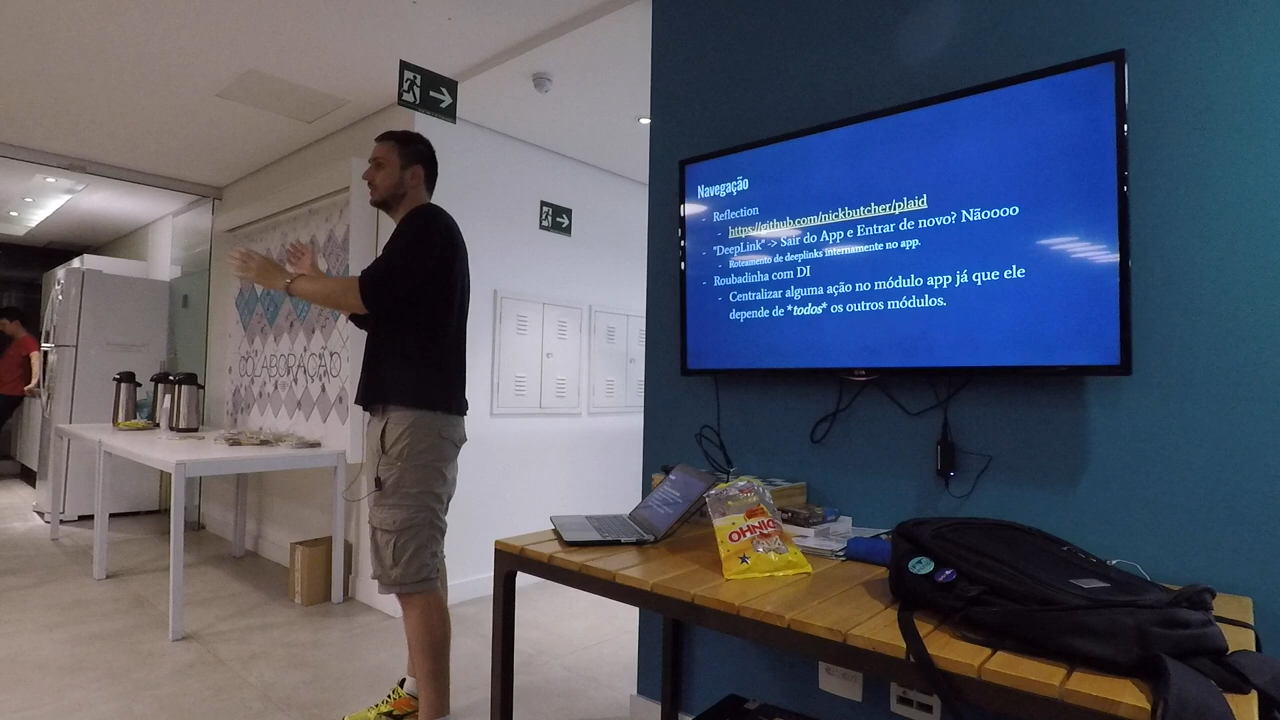 Navegação
- Reflection
- https://github.com/nickbutcher/plaid
- "DeepLink" -> Sair do App e Entrar de novo? Nãoooo
- Roteamento de deeplinks internamente no app.
- Roubadinha com DI
- Centralizar alguma ação no módulo app já que ele
depende de *todos* os outros módulos.
COLABORAÇÃO
OHNIC
LG